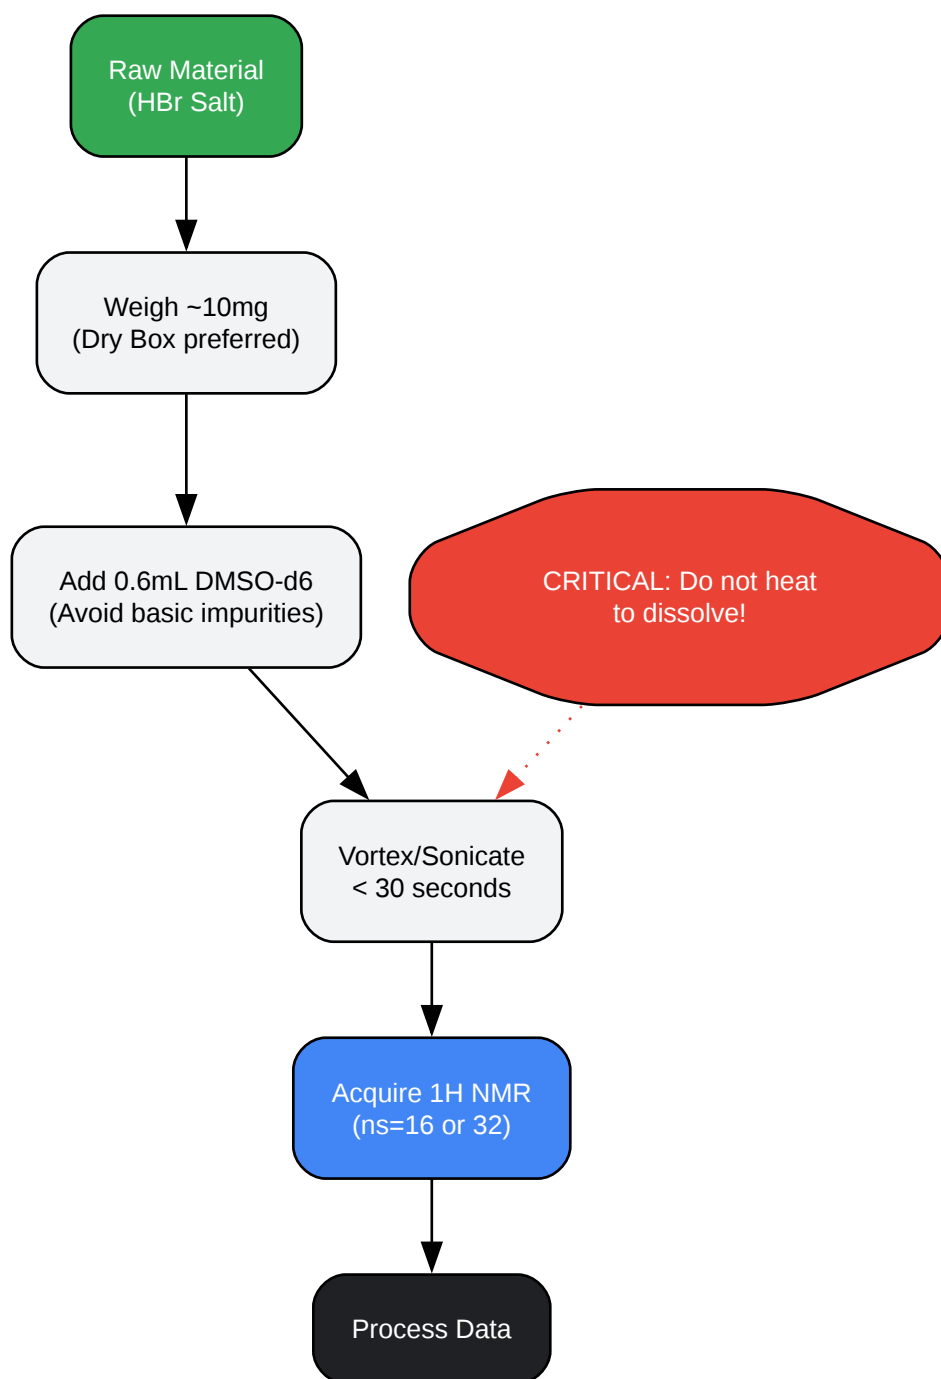 Raw Material
(HBr Salt)
Weigh ~10mg
(Dry Box preferred)
Add 0.6mL DMSO-d6
(Avoid basic impurities)
CRITICAL: Do not heat
to dissolve!
Vortex/Sonicate
< 30 seconds
Acquire 1H NMR
(ns=16 or 32)
Process Data